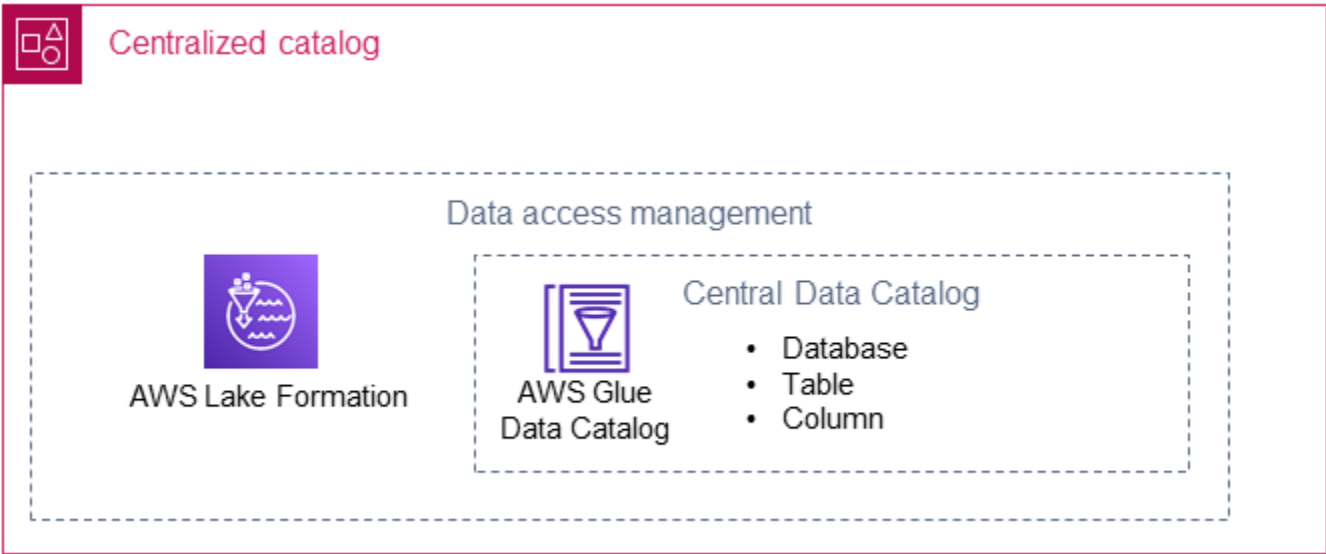 Centralized catalog
Data access management
AWS Lake Formation
AWS Glue
Data Catalog
Central Data Catalog
• Database
• Table
• Column